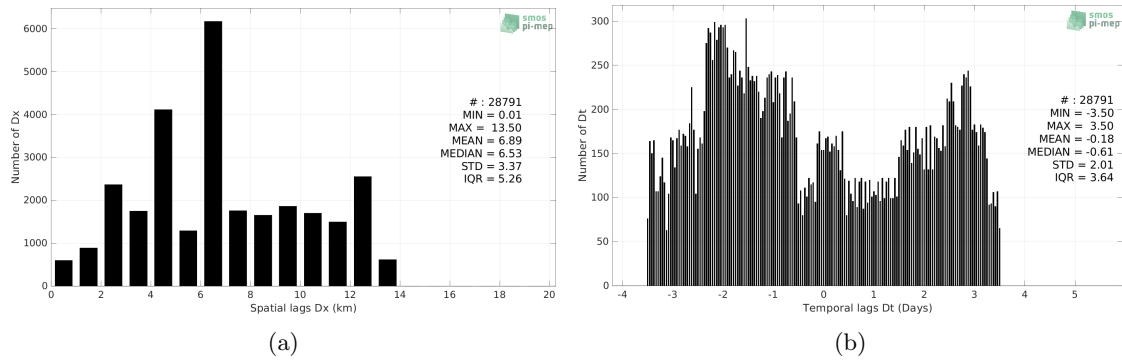 6000
5000
4000
3000
2000
1000
0
Number of Dx
0 2 4 6 8 10 12 14 16 18 20
Spatial lags Dx (km)
smos
pi-mep
# : 28791
MIN = 0.01
MAX = 13.50
MEAN = 6.89
MEDIAN = 6.53
STD = 3.37
IQR = 5.26
(a)
300
250
200
150
100
50
0
Number of Dt
-4 -3 -2 -1 0 1 2 3 4 5
Temporal lags Dt (Days)
smos
pi-mep
# : 28791
MIN = -3.50
MAX = 3.50
MEAN = -0.18
MEDIAN = -0.61
STD = 2.01
IQR = 3.64
(b)